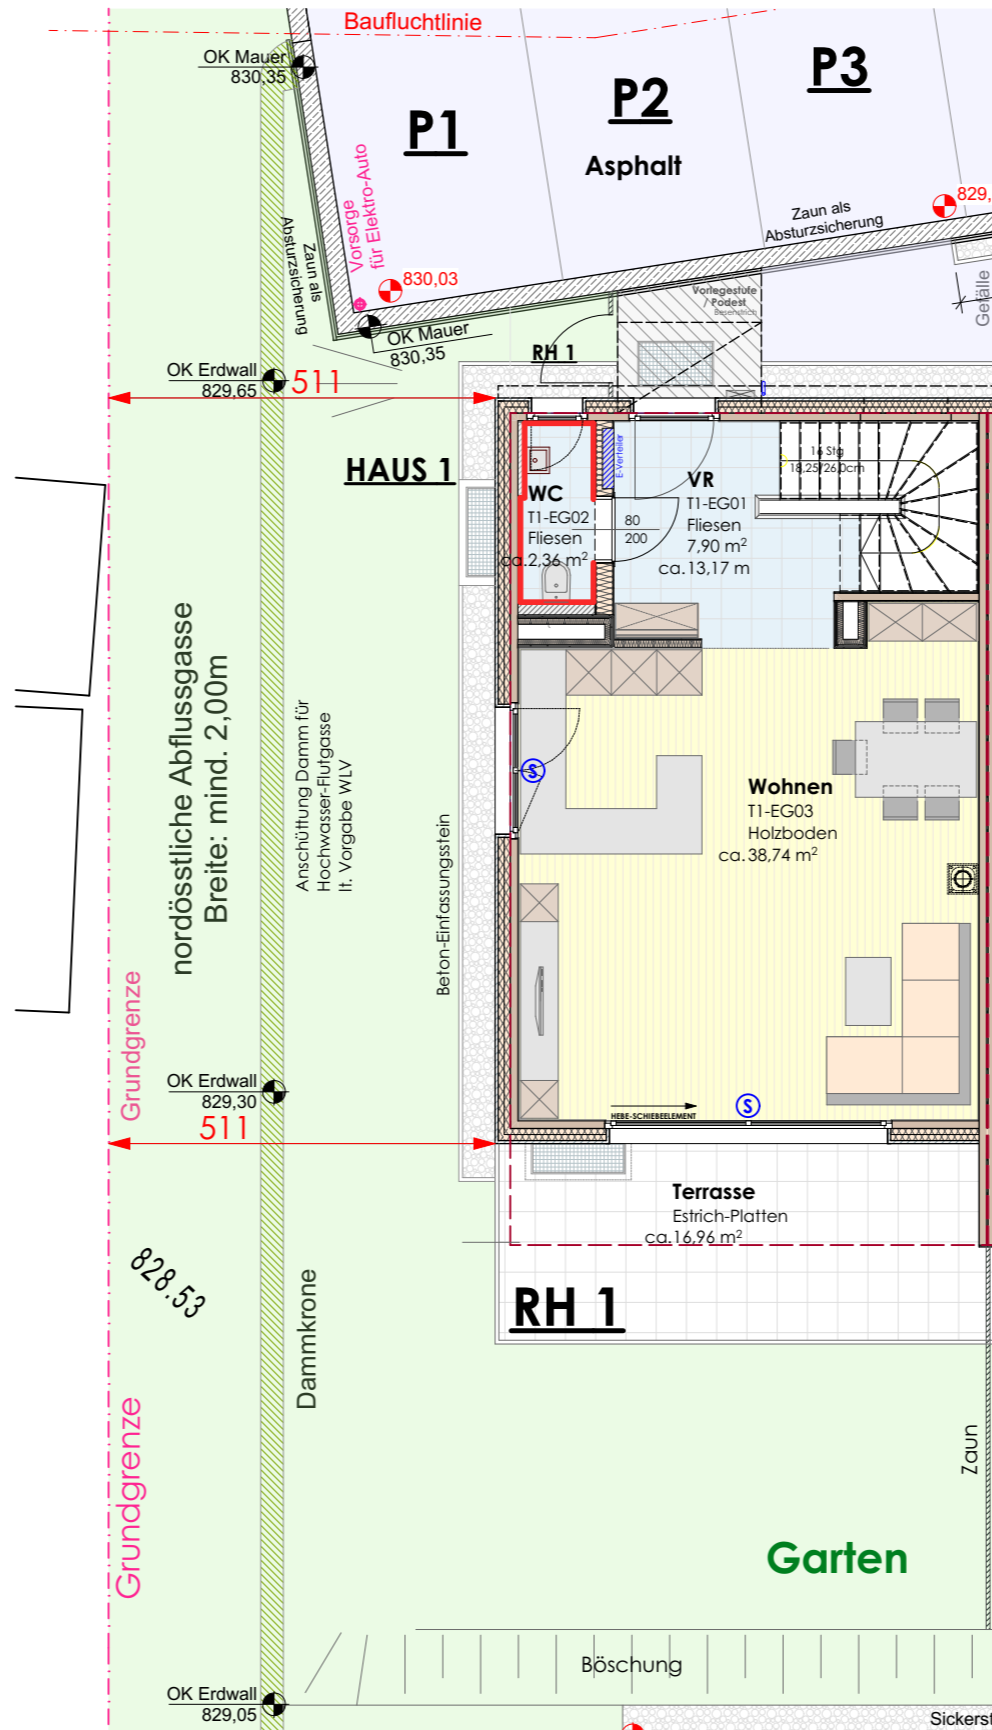 Baufluchtlinie
OK Mauer
830,35
P1
P2
P3
Asphalt
Vorsorge
für Elektro-Auto
Zaun als
Absturzsicherung
Zaun als
Absturzsicherung
829,
830,03
OK Mauer
830,35
Vorlegestufe
/ Podest
Besenstrich
Gefälle
RH 1
OK Erdwall
829.65
511
HAUS 1
E-Verteiler
WC
T1-EG02
Fliesen
ca.2,36 m²
80
200
VR
T1-EG01
Fliesen
7,90 m²
ca.13,17 m
16 Stg
18,25/26,0cm
nordösstliche Abflussgasse
Breite: mind. 2,00m
Anschüttung Damm für
Hochwasser-Flutgasse
lt. Vorgabe WLV
Beton-Einfassungsstein
S
Wohnen
T1-EG03
Holzboden
ca.38,74 m²
Grundgrenze
OK Erdwall
829,30
511
HEBE-SCHIEBEELEMENT
S
Terrasse
Estrich-Platten
ca.16,96 m²
828.53
Dammkrone
RH 1
Grundgrenze
Zaun
Garten
Böschung
OK Erdwall
829,05
Sickerst